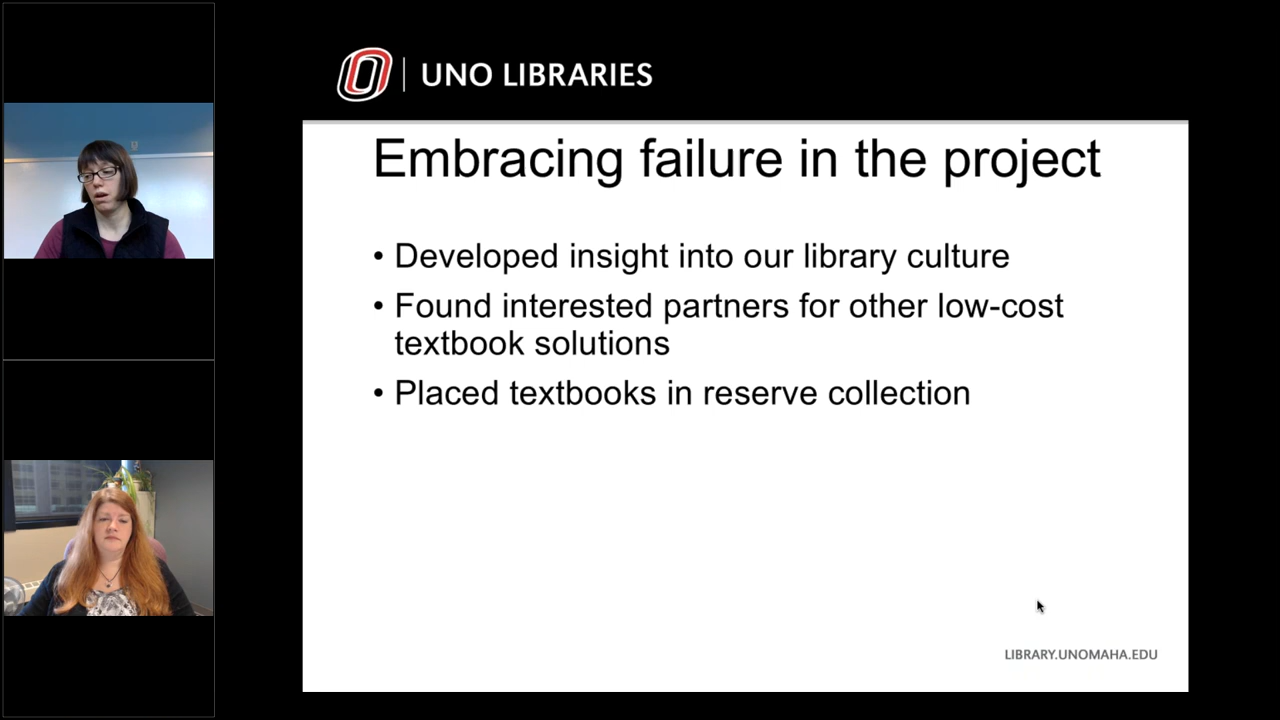 UNO LIBRARIES
Embracing failure in the project
• Developed insight into our library culture
• Found interested partners for other low-cost
textbook solutions
• Placed textbooks in reserve collection
LIBRARY.UNOMAHA.EDU